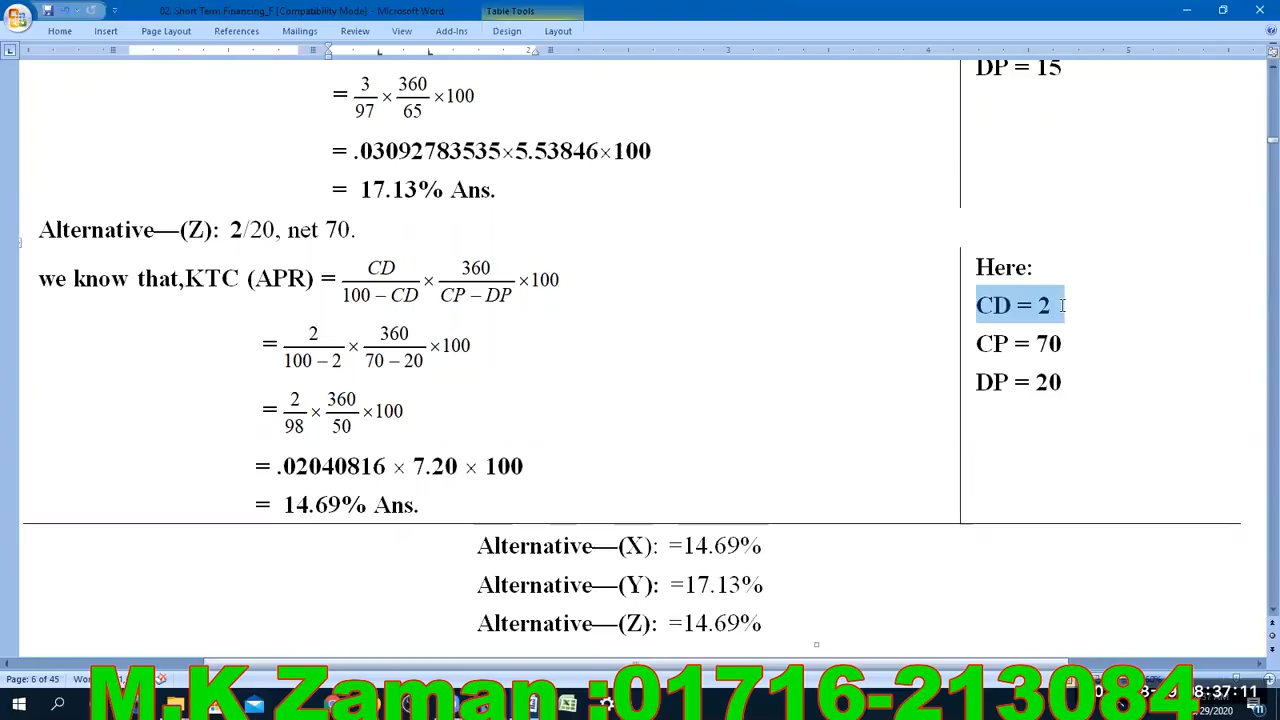 02. Short Term Financing_F [Compatibility Mode] - Microsoft Word
Table Tools
Home Insert Page Layout References Mailings Review View Add-Ins Design Layout
DP = 15
= 3/97 × 360/65 ×100
= .03092783535×5.53846×100
= 17.13% Ans.
Alternative—(Z): 2/20, net 70.
we know that,KTC (APR) = CD/(100 – CD) × 360/(CP – DP) ×100
Here:
CD = 2
CP = 70
DP = 20
= 2/(100 – 2) × 360/(70 – 20) ×100
= 2/98 × 360/50 ×100
= .02040816 × 7.20 × 100
= 14.69% Ans.
Alternative—(X): =14.69%
Alternative—(Y): =17.13%
Alternative—(Z): =14.69%
Page: 6 of 45
M.K Zaman :01716-213084